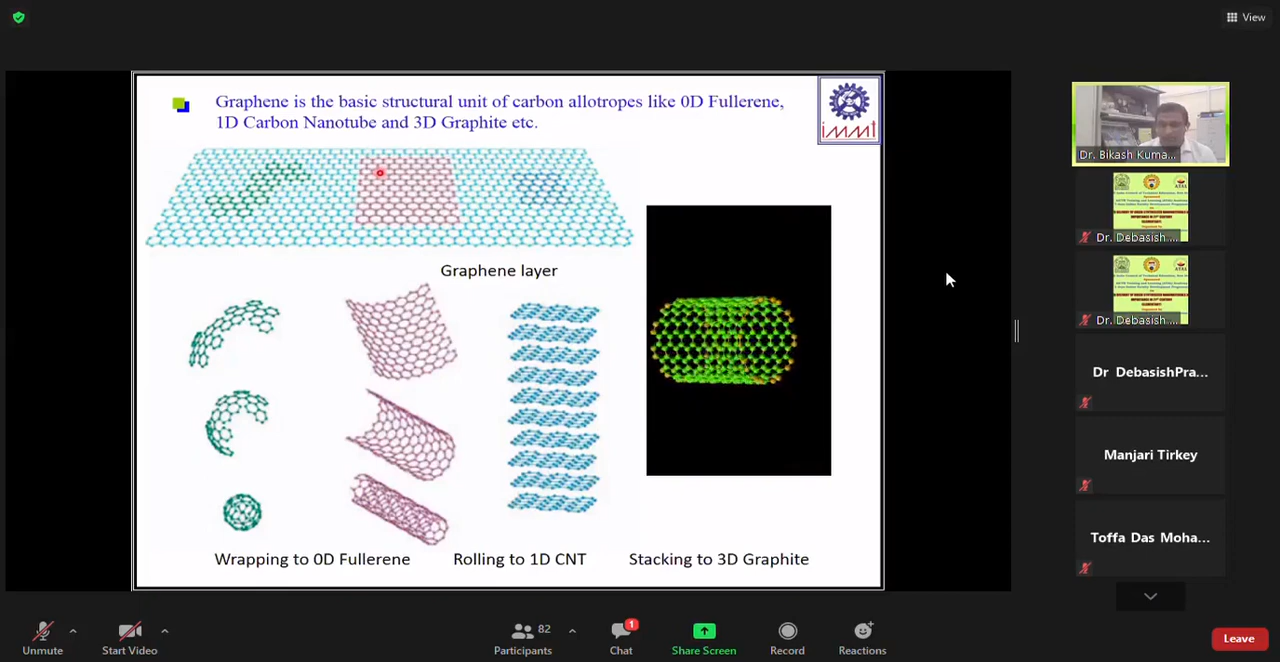 View
Graphene is the basic structural unit of carbon allotropes like 0D Fullerene,
1D Carbon Nanotube and 3D Graphite etc.
immt
Graphene layer
Wrapping to 0D Fullerene
Rolling to 1D CNT
Stacking to 3D Graphite
Dr. Bikash Kuma...
Dr. Debasish ...
Dr. Debasish ...
Dr DebasishPra...
Manjari Tirkey
Toffa Das Moha...
Unmute
Start Video
82
Participants
1
Chat
Share Screen
Record
Reactions
Leave